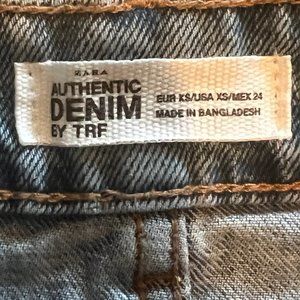 ZARA
AUTHENTIC
DENIM
BY TRF
EUR XS/USA XS/MEX 24
MADE IN BANGLADESH